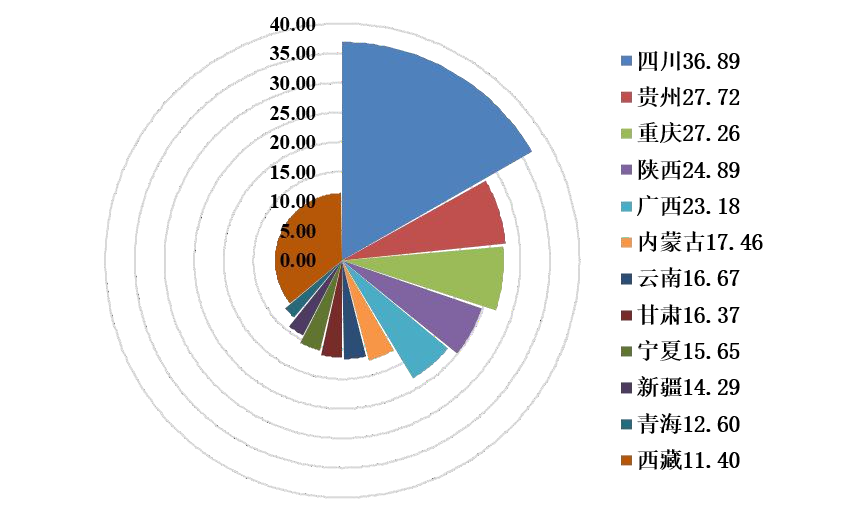 40.00
35.00
30.00
25.00
20.00
15.00
10.00
5.00
0.00
四川36.89
贵州27.72
重庆27.26
陕西24.89
广西23.18
内蒙古17.46
云南16.67
甘肃16.37
宁夏15.65
新疆14.29
青海12.60
西藏11.40